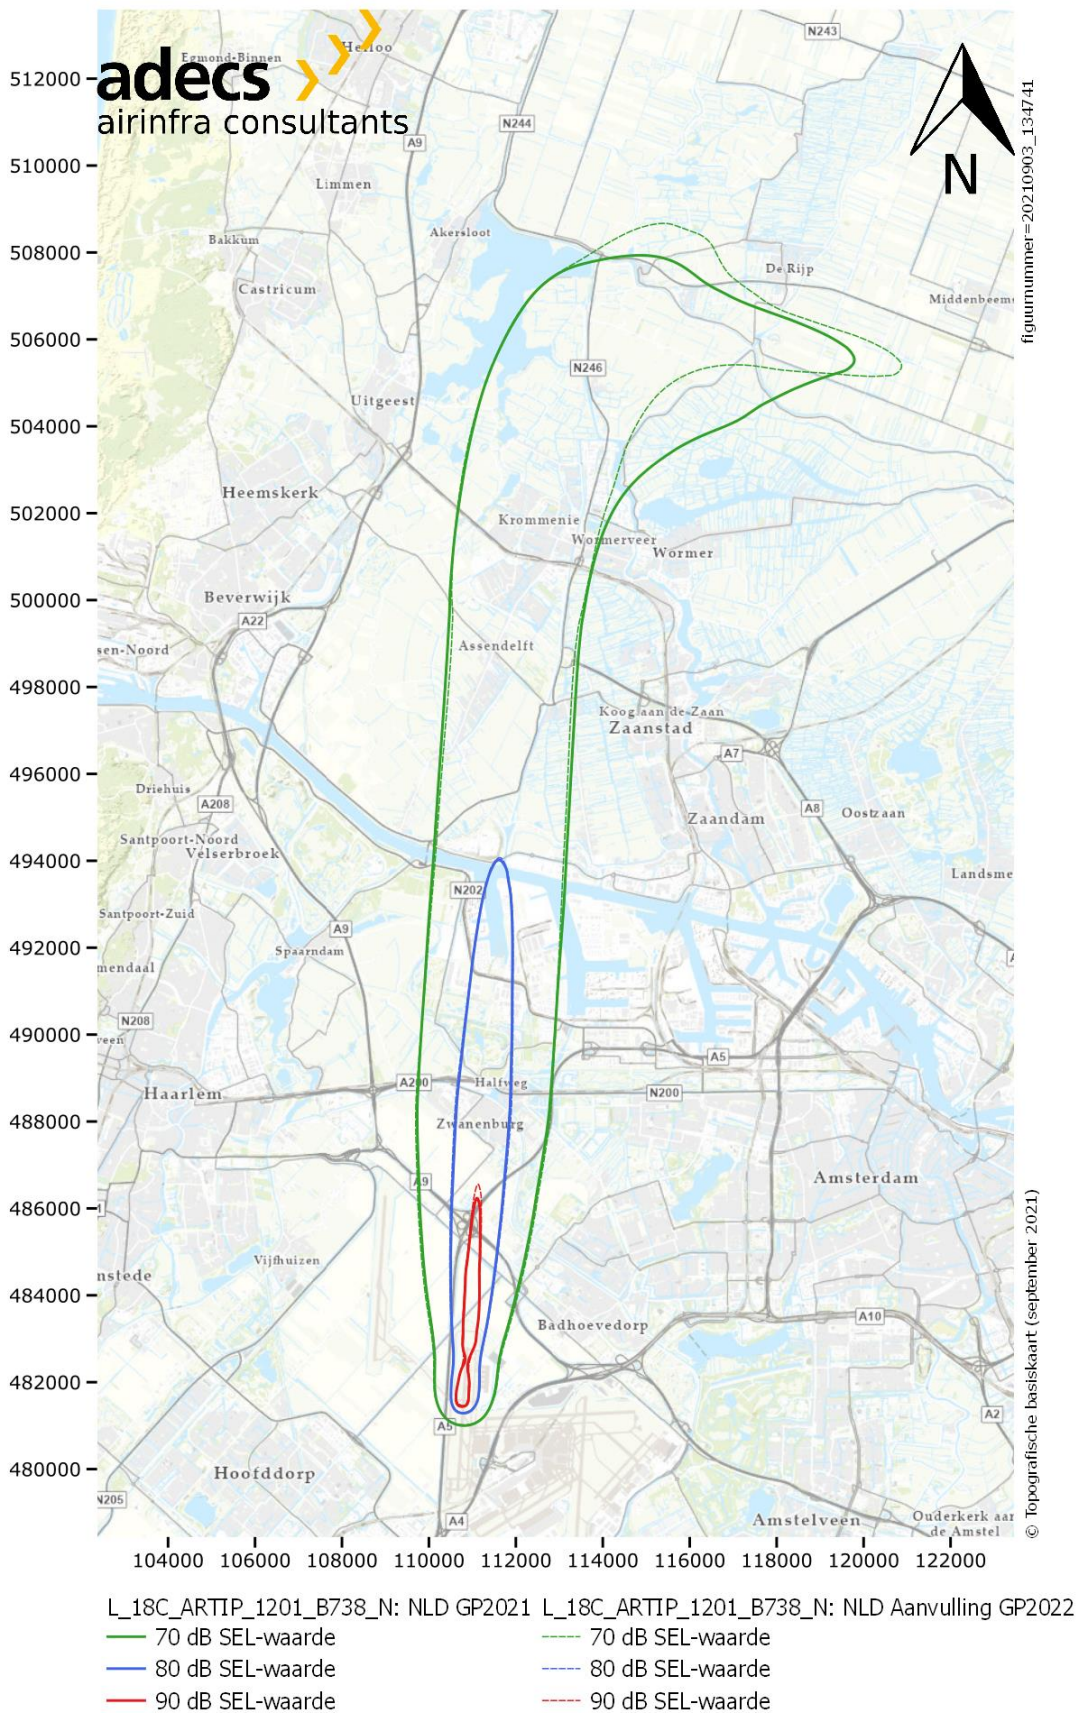 adecs
airinfra consultants
N
figuurnummer=20210903_134741
© Topografische basiskaart (september 2021)
512000
510000
508000
506000
504000
502000
500000
498000
496000
494000
492000
490000
488000
486000
484000
482000
480000
Egmond-Binnen
Heiloo
N243
N244
A9
Limmen
Akersloot
Bakkum
De Rijp
Castricum
Middenbeems
N246
Uitgeest
Heemskerk
Krommenie
Wormerveer
Wormer
Beverwijk
A22
Assendelft
sen-Noord
Koog aan de Zaan
Zaanstad
A7
Driehuis
A208
A8
Oostzaan
Zaandam
Santpoort-Noord
Velserbroek
Landsme
N202
Santpoort-Zuid
A9
Spaarndam
mendaal
N208
veen
A5
A200
Halfweg
N200
Haarlem
Zwanenburg
A9
Amsterdam
Vijfhuizen
nstede
Badhoevedorp
A10
A5
A2
Hoofddorp
N205
A4
Amstelveen
Ouderkerk aan
de Amstel
104000 106000 108000 110000 112000 114000 116000 118000 120000 122000
L_18C_ARTIP_1201_B738_N: NLD GP2021
70 dB SEL-waarde
80 dB SEL-waarde
90 dB SEL-waarde
L_18C_ARTIP_1201_B738_N: NLD Aanvulling GP2022
70 dB SEL-waarde
80 dB SEL-waarde
90 dB SEL-waarde